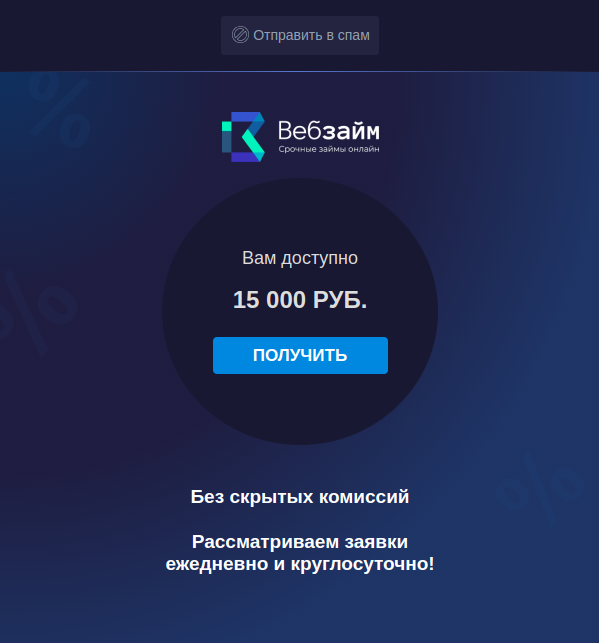 Отправить в спам
Вебзайм
Срочные займы онлайн
Вам доступно
15 000 РУБ.
ПОЛУЧИТЬ
Без скрытых комиссий
Рассматриваем заявки
ежедневно и круглосуточно!